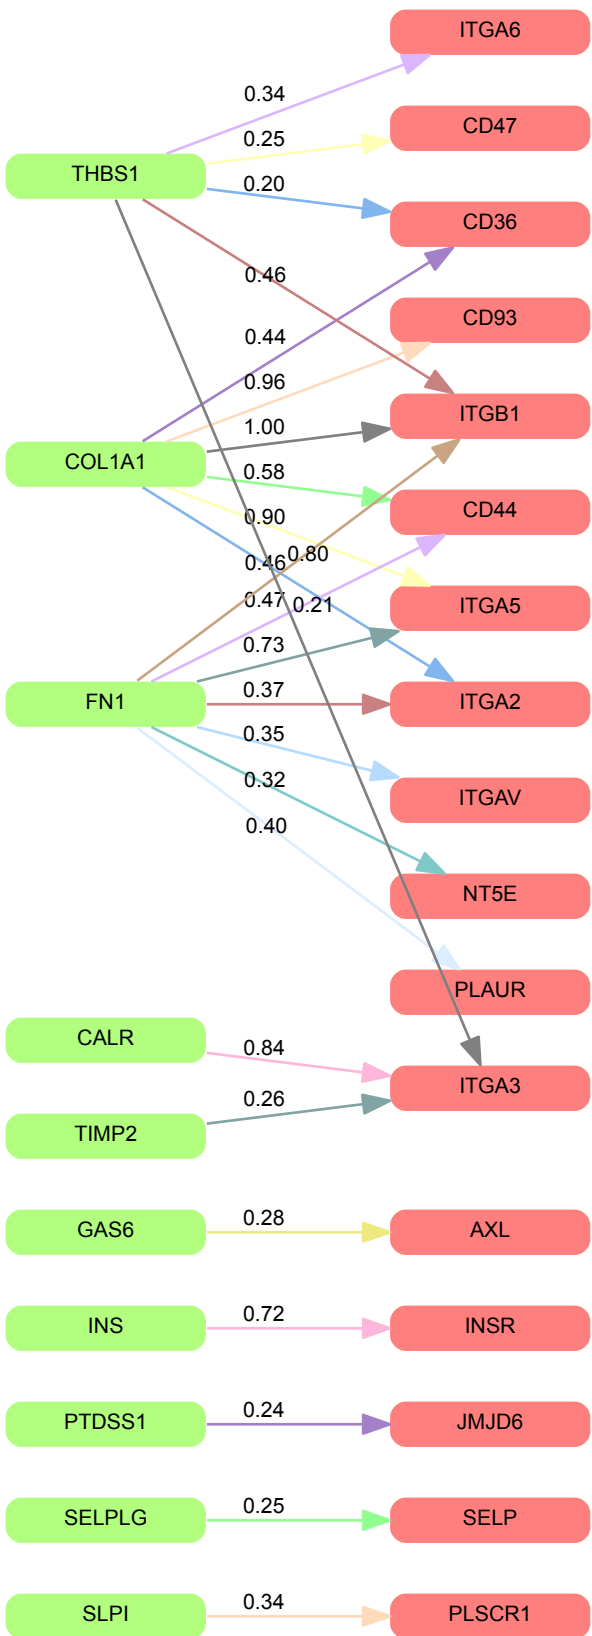 ITGA6
0.34
CD47
0.25
THBS1
0.20
CD36
0.46
CD93
0.44
0.96
ITGB1
1.00
COL1A1
0.58
CD44
0.90
0.80
0.46
0.47
0.21
ITGA5
0.73
FN1
0.37
ITGA2
0.35
0.32
ITGAV
0.40
NT5E
PLAUR
CALR
0.84
ITGA3
0.26
TIMP2
GAS6
0.28
AXL
INS
0.72
INSR
PTDSS1
0.24
JMJD6
SELPLG
0.25
SELP
SLPI
0.34
PLSCR1